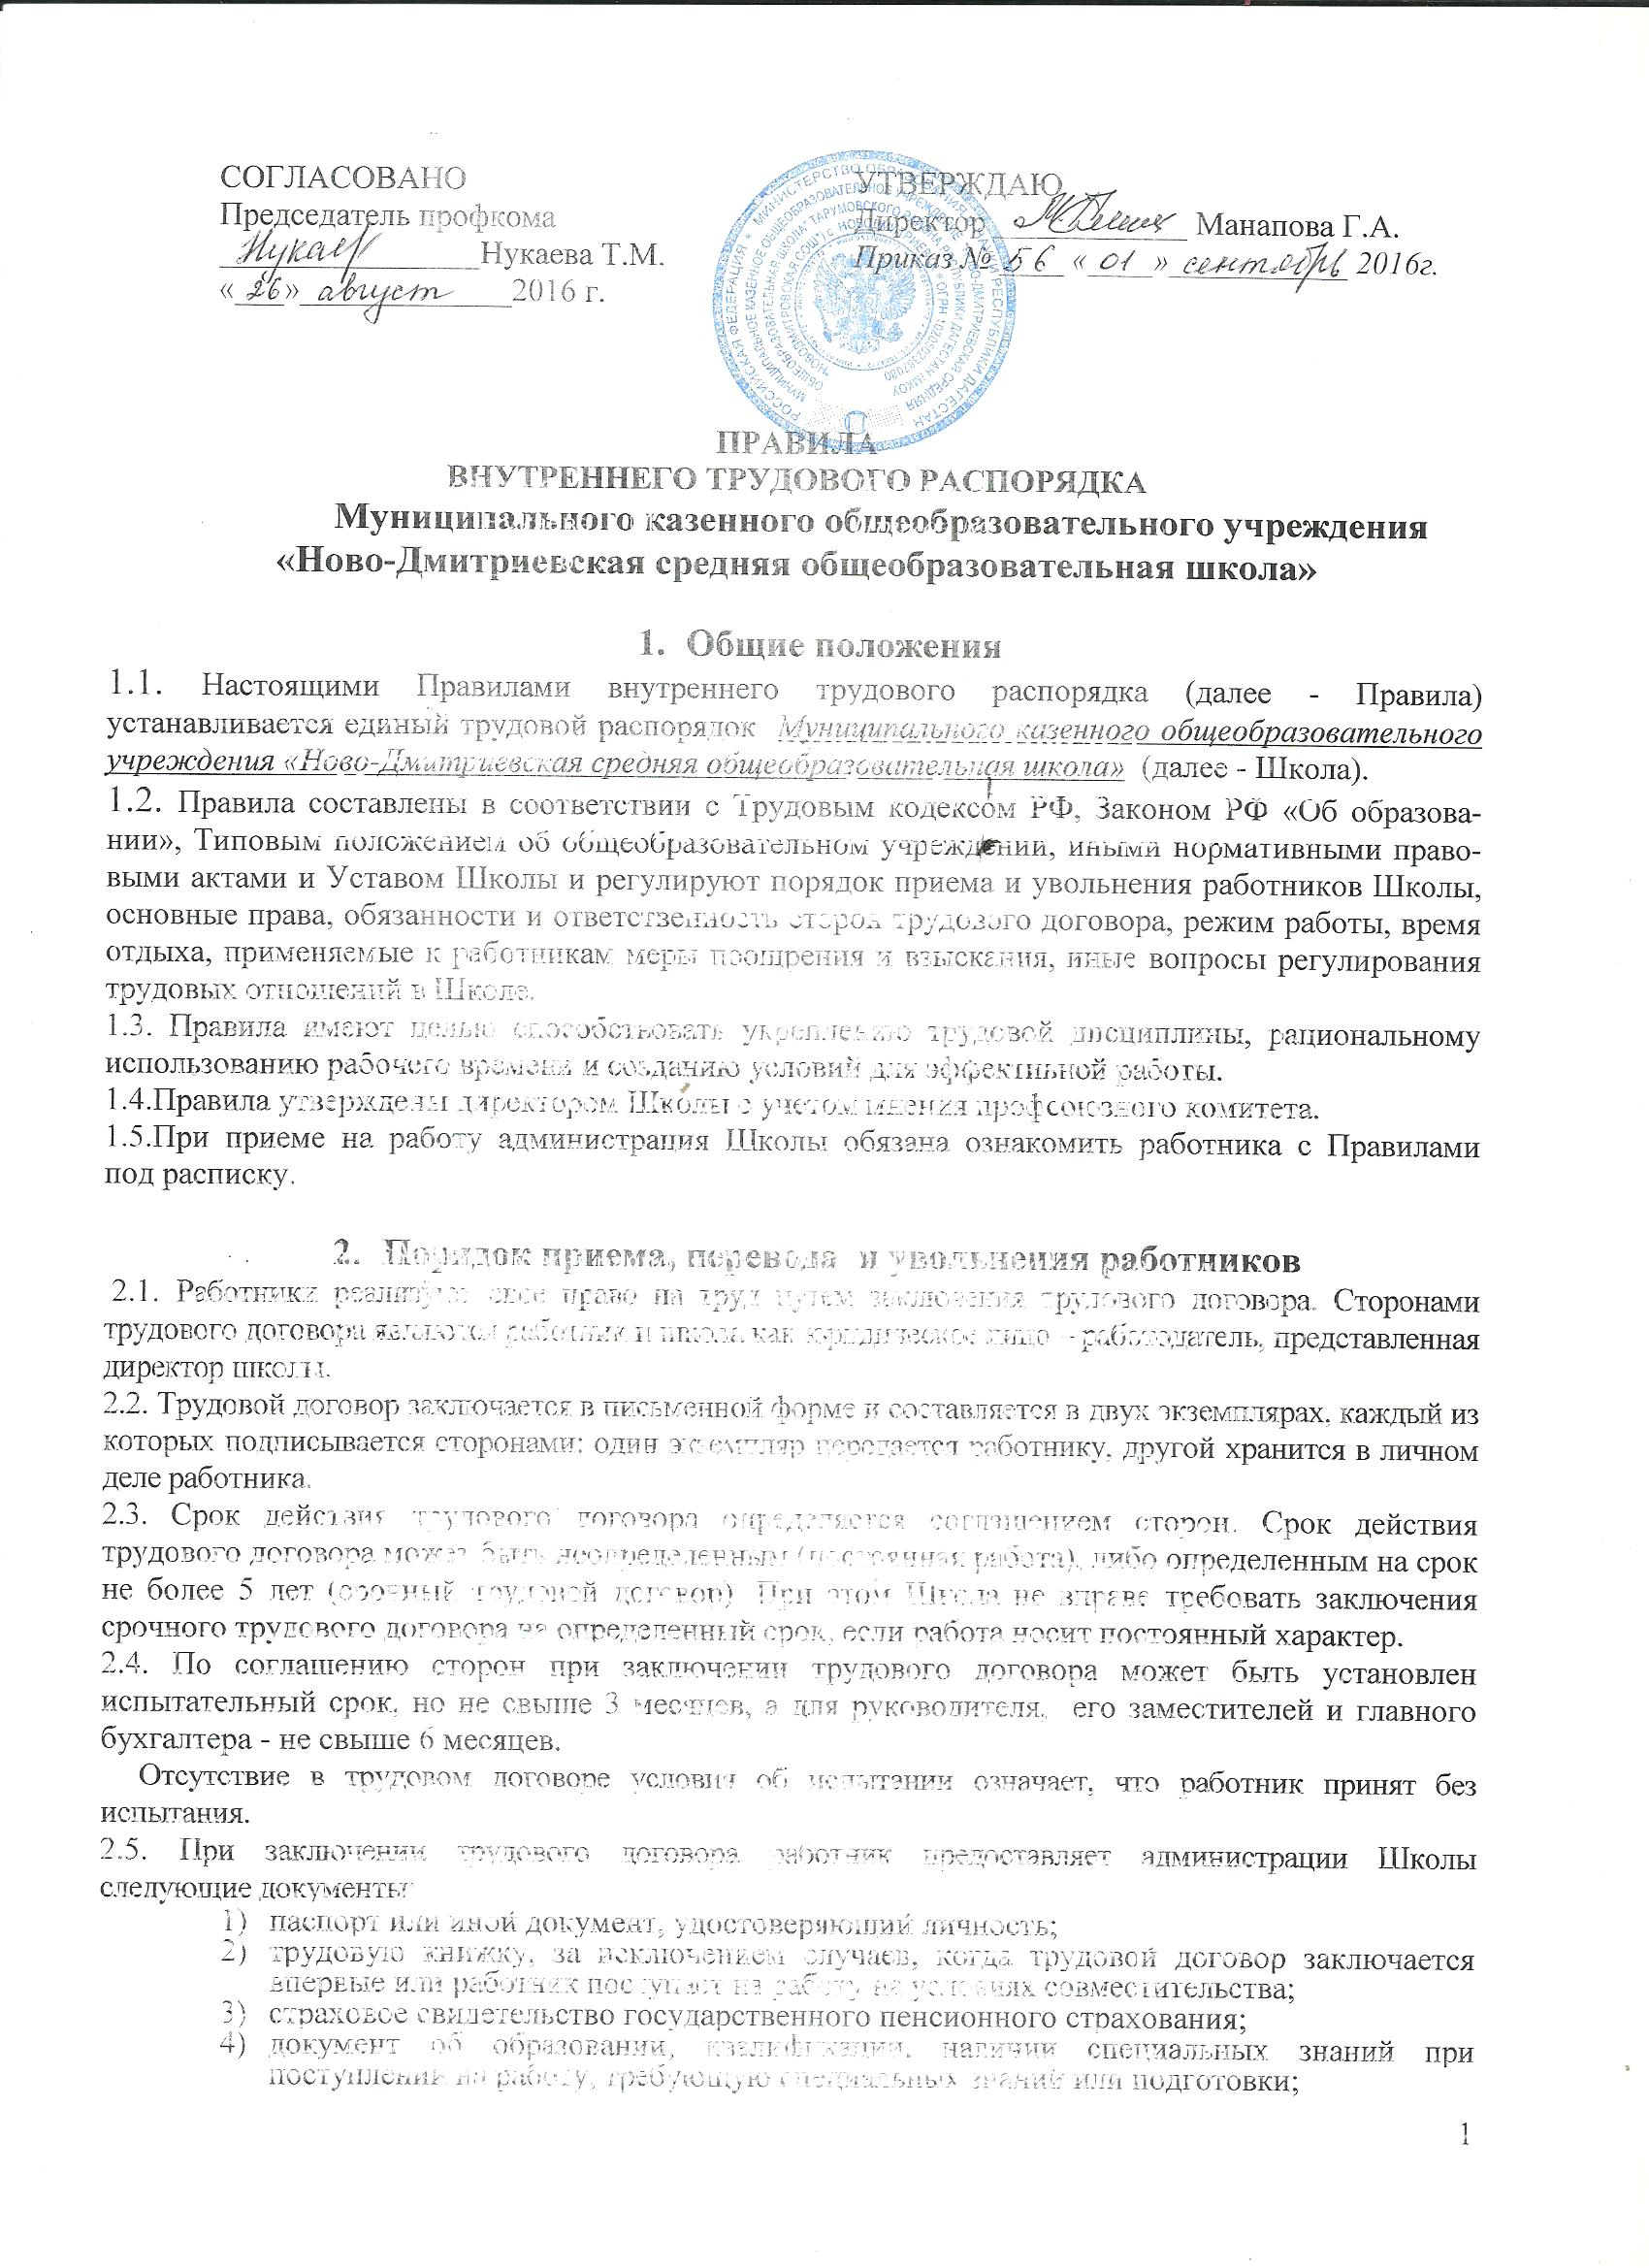 СОГЛАСОВАНО
Председатель профкома
Нукаев Нукаева Т.М.
« 26 » август 2016 г.
УТВЕРЖДАЮ
Директор Манапова Г.А.
Приказ № 56 « 01 » сентябрь 2016г.
ПРАВИЛА
ВНУТРЕННЕГО ТРУДОВОГО РАСПОРЯДКА
Муниципального казенного общеобразовательного учреждения
«Ново-Дмитриевская средняя общеобразовательная школа»
1. Общие положения
1.1. Настоящими Правилами внутреннего трудового распорядка (далее - Правила)
устанавливается единый трудовой распорядок Муниципального казенного общеобразовательного
учреждения «Ново-Дмитриевская средняя общеобразовательная школа» (далее - Школа).
1.2. Правила составлены в соответствии с Трудовым кодексом РФ, Законом РФ «Об образова-
нии», Типовым положением об общеобразовательном учреждении, иными нормативными право-
выми актами и Уставом Школы и регулируют порядок приема и увольнения работников Школы,
основные права, обязанности и ответственность сторон трудового договора, режим работы, время
отдыха, применяемые к работникам меры поощрения и взыскания, иные вопросы регулирования
трудовых отношений в Школе.
1.3. Правила имеют целью способствовать укреплению трудовой дисциплины, рациональному
использованию рабочего времени и созданию условий для эффективной работы.
1.4.Правила утверждены директором Школы с учетом мнения профсоюзного комитета.
1.5.При приеме на работу администрация Школы обязана ознакомить работника с Правилами
под расписку.
2. Порядок приема, перевода и увольнения работников
2.1. Работники реализуют свое право на труд путем заключения трудового договора. Сторонами
трудового договора являются работник и школа как юридическое лицо – работодатель, представленная
директор школы.
2.2. Трудовой договор заключается в письменной форме и составляется в двух экземплярах, каждый из
которых подписывается сторонами; один экземпляр передается работнику, другой хранится в личном
деле работника.
2.3. Срок действия трудового договора определяется соглашением сторон. Срок действия
трудового договора может быть неопределенным (постоянная работа), либо определенным на срок
не более 5 лет (срочный трудовой договор). При этом Школа не вправе требовать заключения
срочного трудового договора на определенный срок, если работа носит постоянный характер.
2.4. По соглашению сторон при заключении трудового договора может быть установлен
испытательный срок, но не свыше 3 месяцев, а для руководителя, его заместителей и главного
бухгалтера - не свыше 6 месяцев.
Отсутствие в трудовом договоре условия об испытании означает, что работник принят без
испытания.
2.5. При заключении трудового договора работник предоставляет администрации Школы
следующие документы:
1) паспорт или иной документ, удостоверяющий личность;
2) трудовую книжку, за исключением случаев, когда трудовой договор заключается
впервые или работник поступает на работу на условиях совместительства;
3) страховое свидетельство государственного пенсионного страхования;
4) документ об образовании, квалификации, наличии специальных знаний при
поступлении на работу, требующую специальных знаний или подготовки;
1